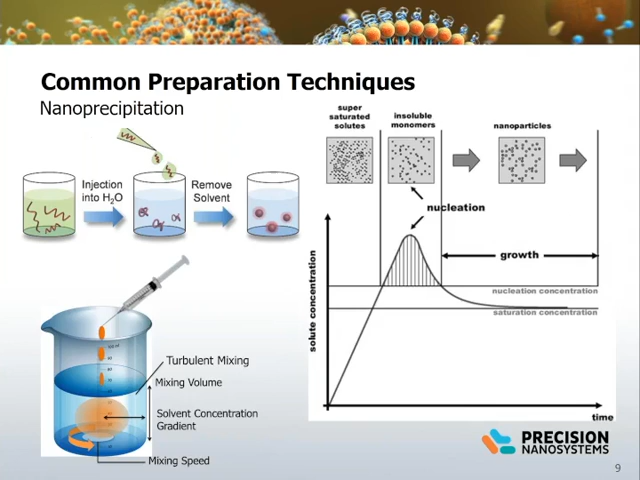 Common Preparation Techniques
Nanoprecipitation
Injection
into H₂O
Remove
Solvent
super
saturated
solutes
insoluble
monomers
nanoparticles
nucleation
growth
nucleation concentration
saturation concentration
solute concentration
time
Turbulent Mixing
Mixing Volume
Solvent Concentration
Gradient
Mixing Speed
PRECISION
NANOSYSTEMS
9